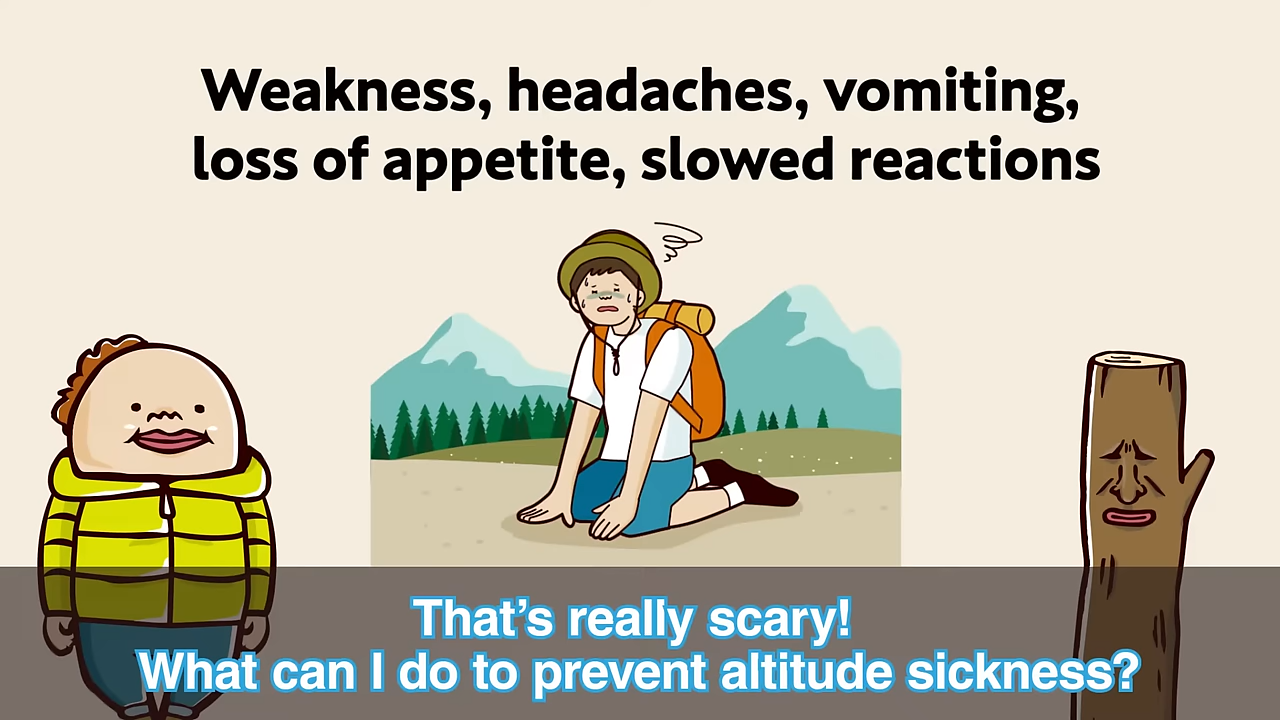 Weakness, headaches, vomiting,
loss of appetite, slowed reactions
That's really scary!
What can I do to prevent altitude sickness?